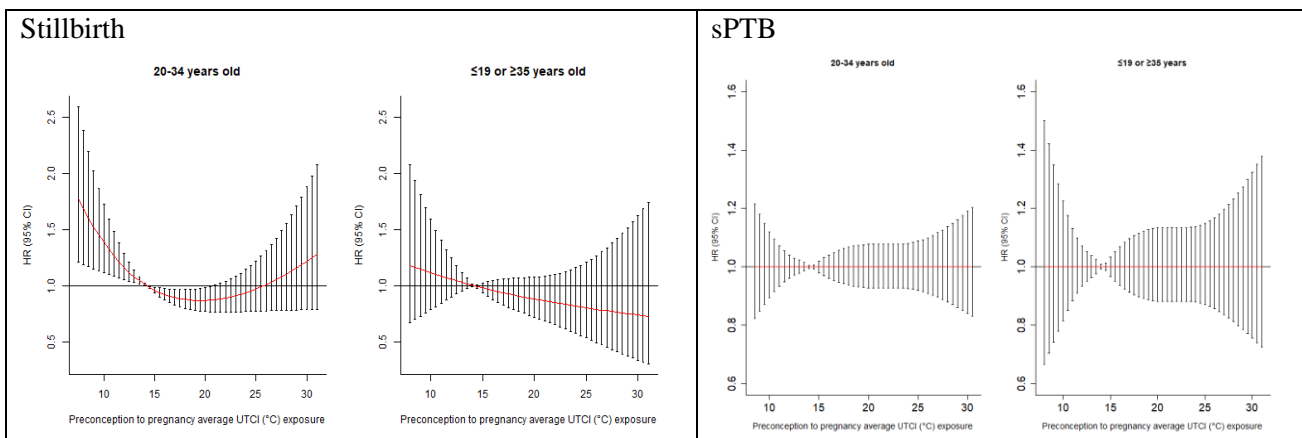 Stillbirth
20-34 years old
≤19 or ≥35 years old
HR (95% CI)
2.5
2.0
1.5
1.0
0.5
10 15 20 25 30
Preconception to pregnancy average UTCI (°C) exposure
HR (95% CI)
2.5
2.0
1.5
1.0
0.5
10 15 20 25 30
Preconception to pregnancy average UTCI (°C) exposure
sPTB
20-34 years old
≤19 or ≥35 years
HR (95% CI)
1.6
1.4
1.2
1.0
0.8
0.6
10 15 20 25 30
Preconception to pregnancy average UTCI (°C) exposure
HR (95% CI)
1.6
1.4
1.2
1.0
0.8
0.6
10 15 20 25 30
Preconception to pregnancy average UTCI (°C) exposure